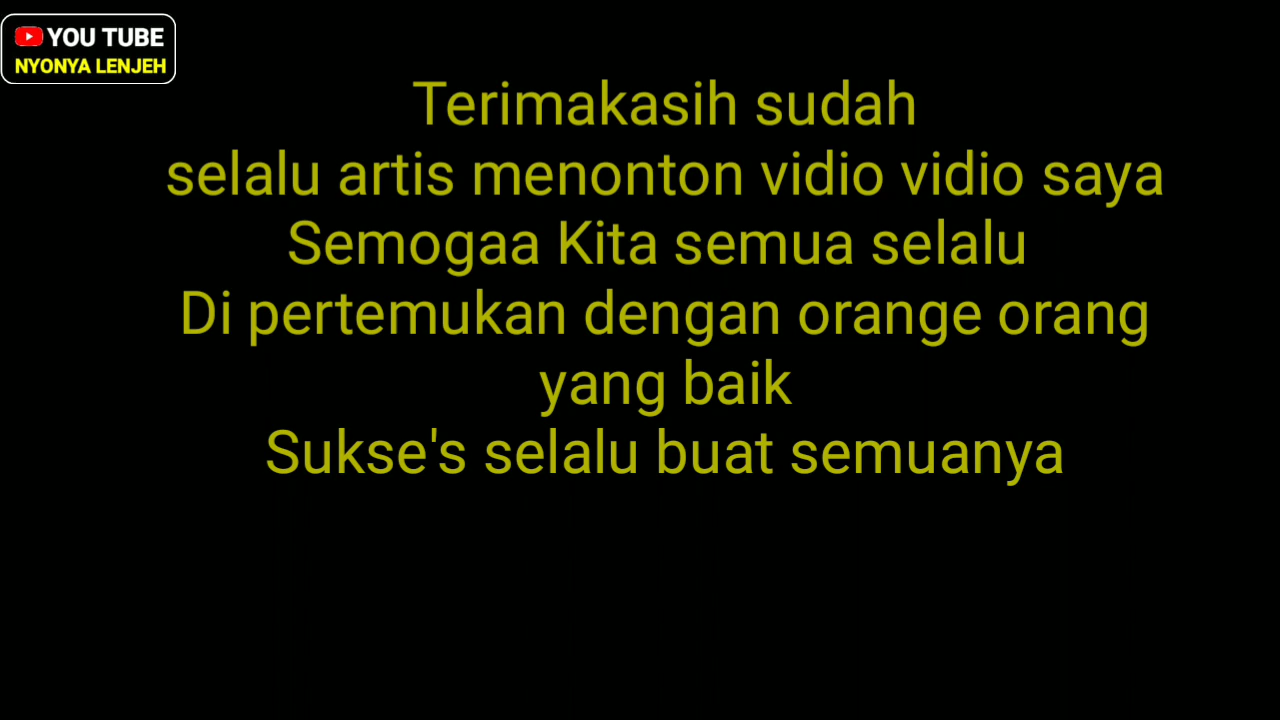 YOU TUBE
NYONYA LENJEH
Terimakasih sudah
selalu artis menonton vidio vidio saya
Semogaa Kita semua selalu
Di pertemukan dengan orange orang
yang baik
Sukse's selalu buat semuanya